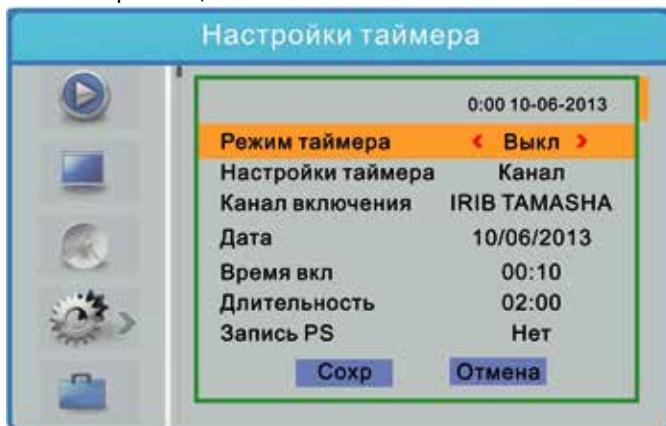 Настройки таймера
0:00 10-06-2013
Режим таймера Выкл
Настройки таймера Канал
Канал включения IRIB TAMASHA
Дата 10/06/2013
Время вкл 00:10
Длительность 02:00
Запись PS Нет
Сохр Отмена